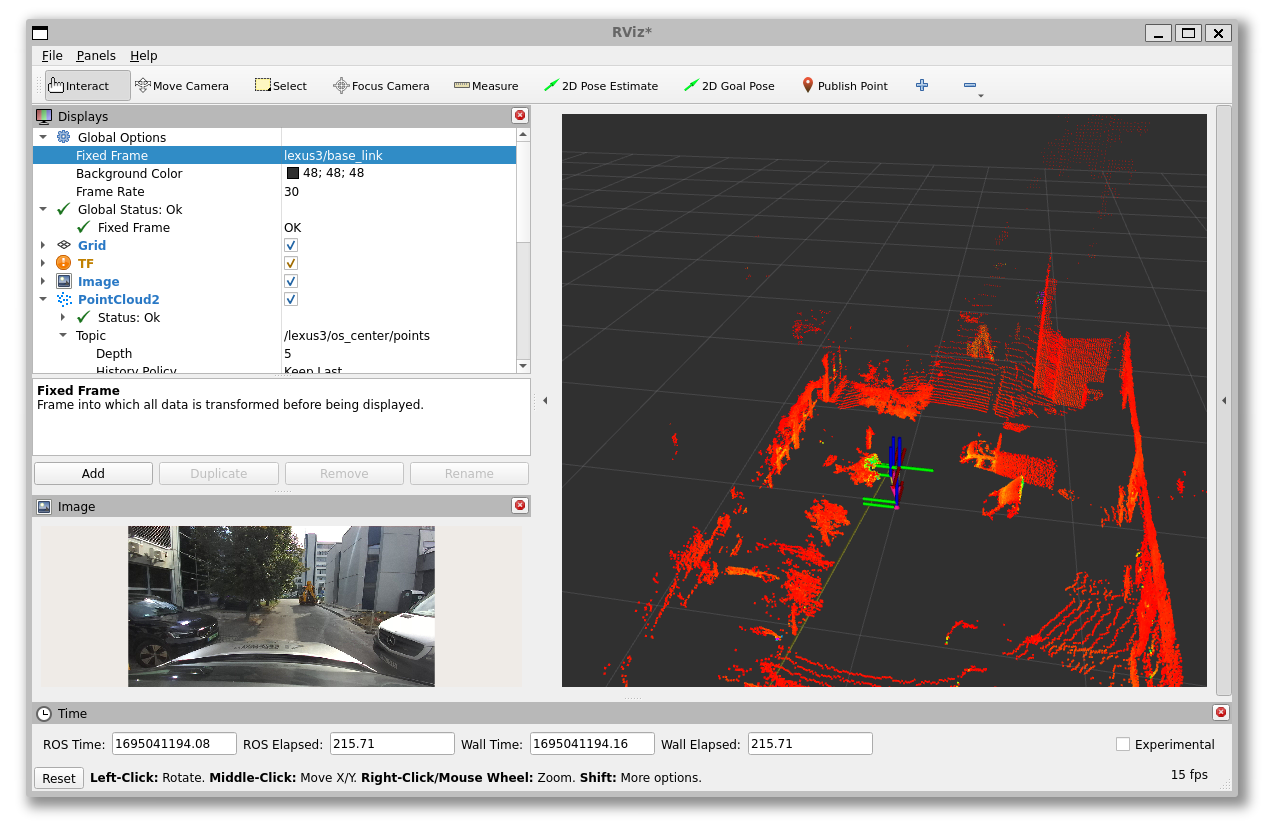 RViz*
File Panels Help
Interact Move Camera Select Focus Camera Measure 2D Pose Estimate 2D Goal Pose Publish Point
Displays
Global Options
Fixed Frame lexus3/base_link
Background Color 48; 48; 48
Frame Rate 30
Global Status: Ok
Fixed Frame OK
Grid
TF
Image
PointCloud2
Status: Ok
Topic /lexus3/os_center/points
Depth 5
History Policy Keep Last
Fixed Frame
Frame into which all data is transformed before being displayed.
Add Duplicate Remove Rename
Image
Time
ROS Time: 1695041194.08 ROS Elapsed: 215.71 Wall Time: 1695041194.16 Wall Elapsed: 215.71 Experimental
Reset Left-Click: Rotate. Middle-Click: Move X/Y. Right-Click/Mouse Wheel: Zoom. Shift: More options. 15 fps